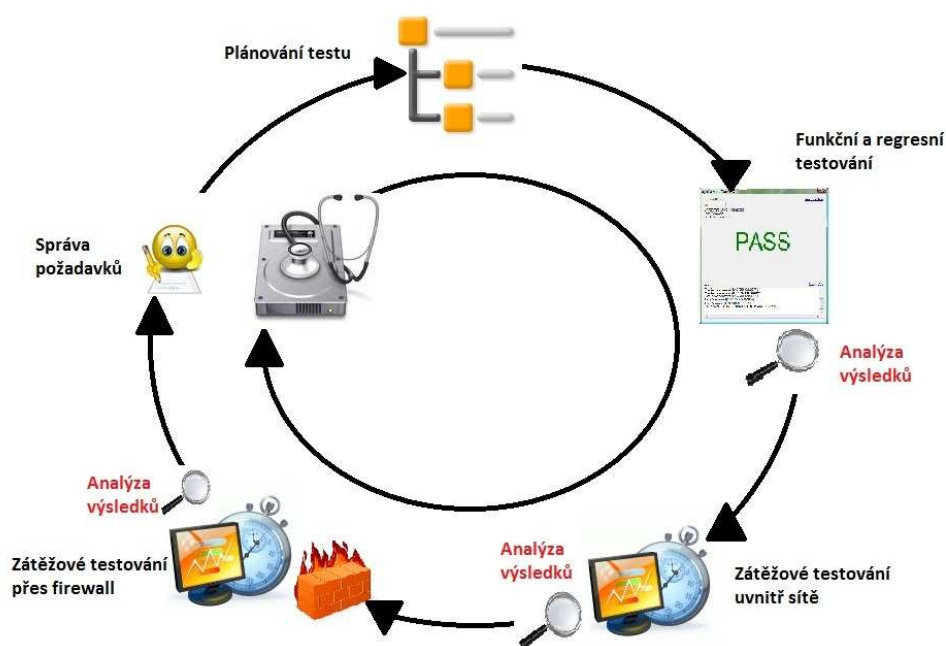 Plánování testu
Funkční a regresní
testování
PASS
Správa
požadavků
Analýza
výsledků
Analýza
výsledků
Zátěžové testování
přes firewall
Analýza
výsledků
Zátěžové testování
uvnitř sítě